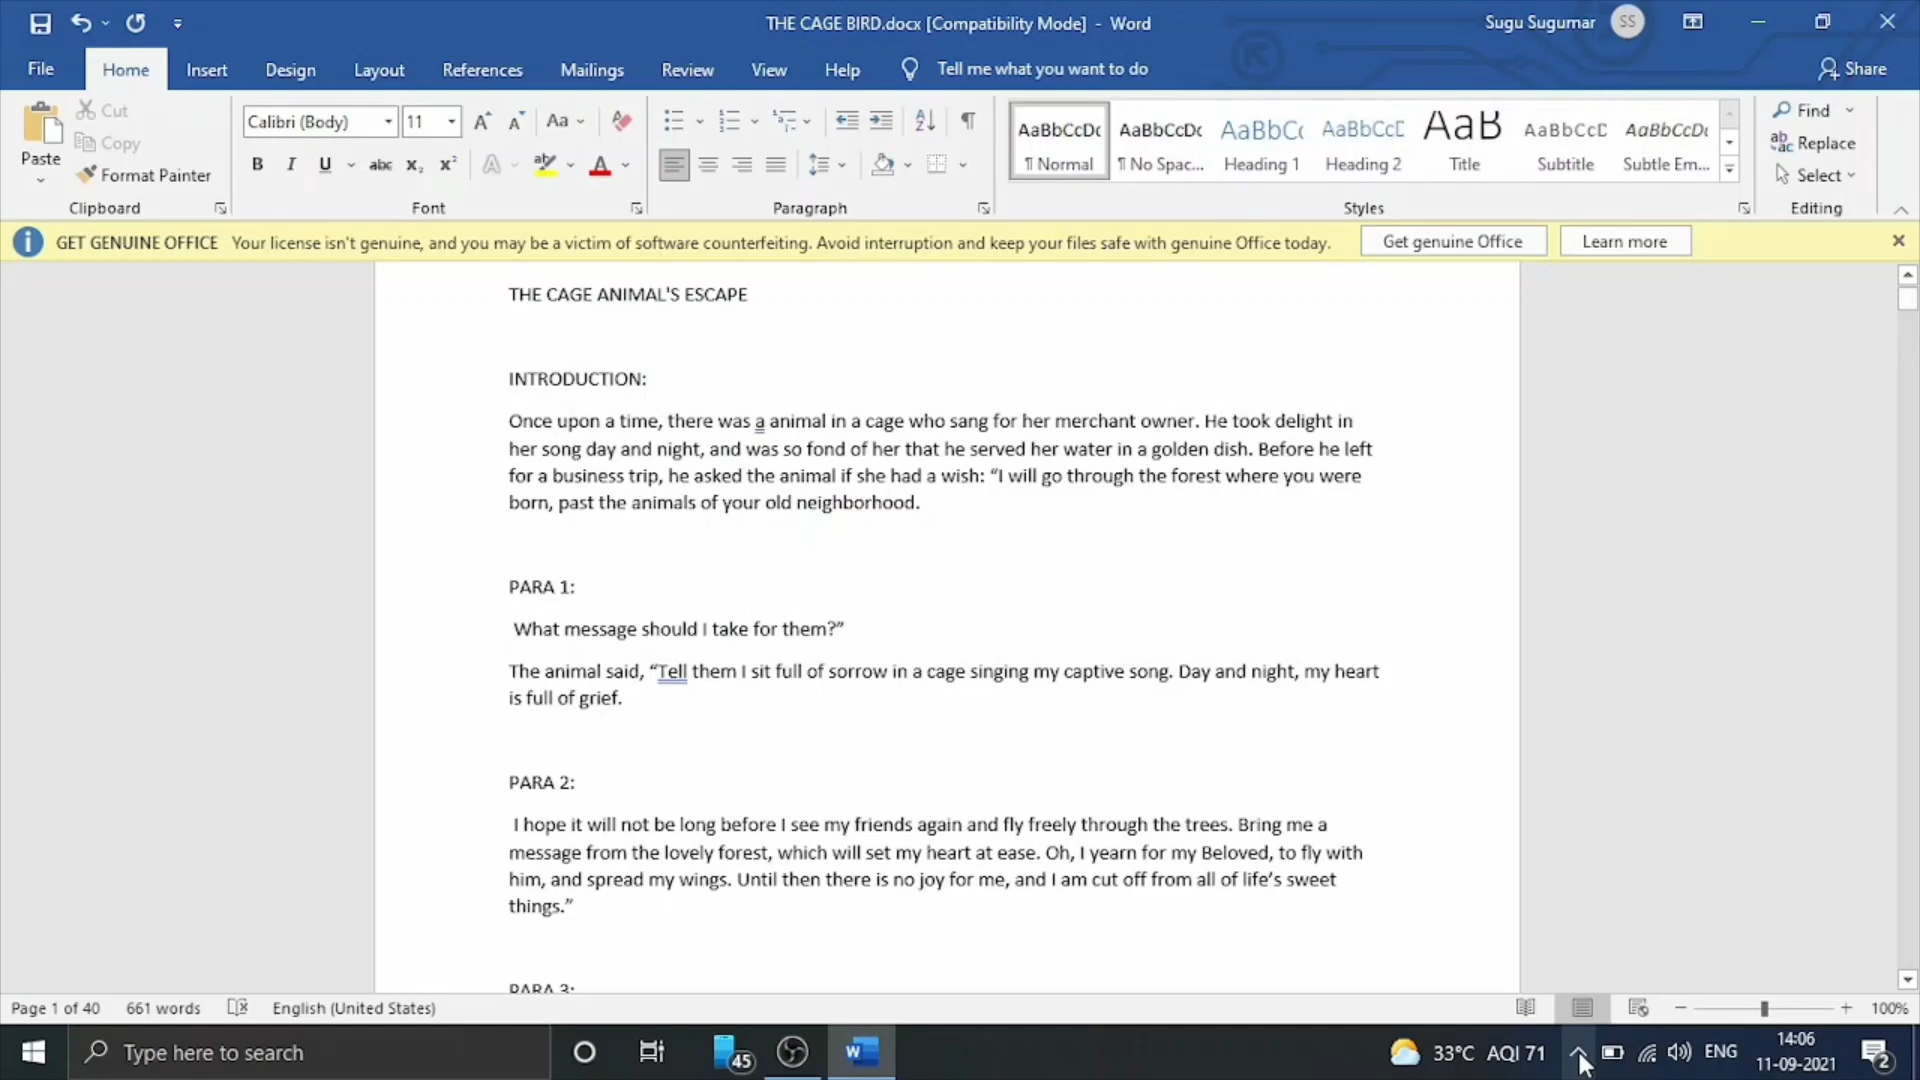 THE CAGE BIRD.docx [Compatibility Mode] - Word
Sugu Sugumar
SS
File
Home
Insert
Design
Layout
References
Mailings
Review
View
Help
Tell me what you want to do
Share
Paste
Cut
Copy
Format Painter
Clipboard
Calibri (Body)
11
Font
Paragraph
AaBbCcDc
¶ Normal
AaBbCcDc
¶ No Spac...
AaBbCc
Heading 1
AaBbCcD
Heading 2
AaB
Title
AaBbCcD
Subtitle
AaBbCcDc
Subtle Em...
Styles
Find
Replace
Select
Editing
GET GENUINE OFFICE Your license isn't genuine, and you may be a victim of software counterfeiting. Avoid interruption and keep your files safe with genuine Office today.
Get genuine Office
Learn more
THE CAGE ANIMAL'S ESCAPE
INTRODUCTION:
Once upon a time, there was a animal in a cage who sang for her merchant owner. He took delight in
her song day and night, and was so fond of her that he served her water in a golden dish. Before he left
for a business trip, he asked the animal if she had a wish: “I will go through the forest where you were
born, past the animals of your old neighborhood.
PARA 1:
What message should I take for them?”
The animal said, “Tell them I sit full of sorrow in a cage singing my captive song. Day and night, my heart
is full of grief.
PARA 2:
I hope it will not be long before I see my friends again and fly freely through the trees. Bring me a
message from the lovely forest, which will set my heart at ease. Oh, I yearn for my Beloved, to fly with
him, and spread my wings. Until then there is no joy for me, and I am cut off from all of life’s sweet
things.”
PARA 3:
Page 1 of 40
661 words
English (United States)
100%
Type here to search
45
33°C AQI 71
ENG
14:06
11-09-2021
2